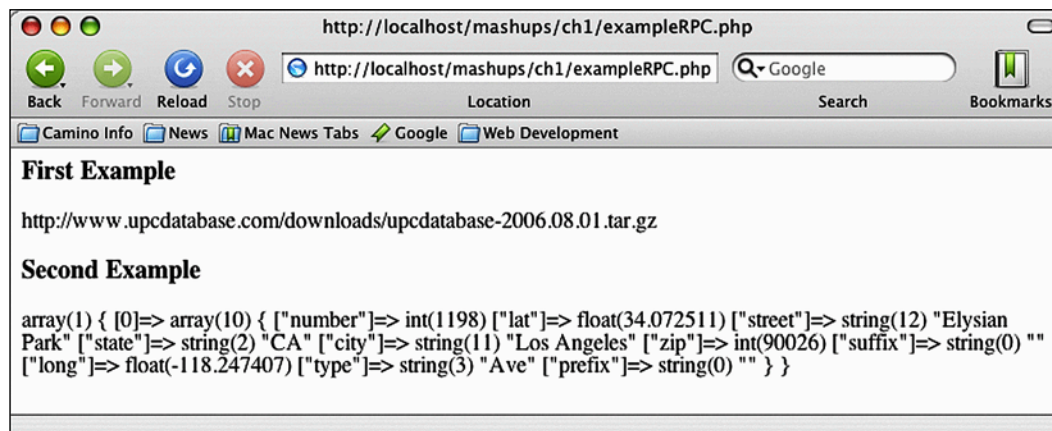 http://localhost/mashups/ch1/exampleRPC.php
http://localhost/mashups/ch1/exampleRPC.php Google
Back Forward Reload Stop Location Search Bookmarks
Camino Info News Mac News Tabs Google Web Development
First Example
http://www.upcdatabase.com/downloads/upcdatabase-2006.08.01.tar.gz
Second Example
array(1) { [0]=> array(10) { ["number"]=> int(1198) ["lat"]=> float(34.072511) ["street"]=> string(12) "Elysian
Park" ["state"]=> string(2) "CA" ["city"]=> string(11) "Los Angeles" ["zip"]=> int(90026) ["suffix"]=> string(0) ""
["long"]=> float(-118.247407) ["type"]=> string(3) "Ave" ["prefix"]=> string(0) "" } }